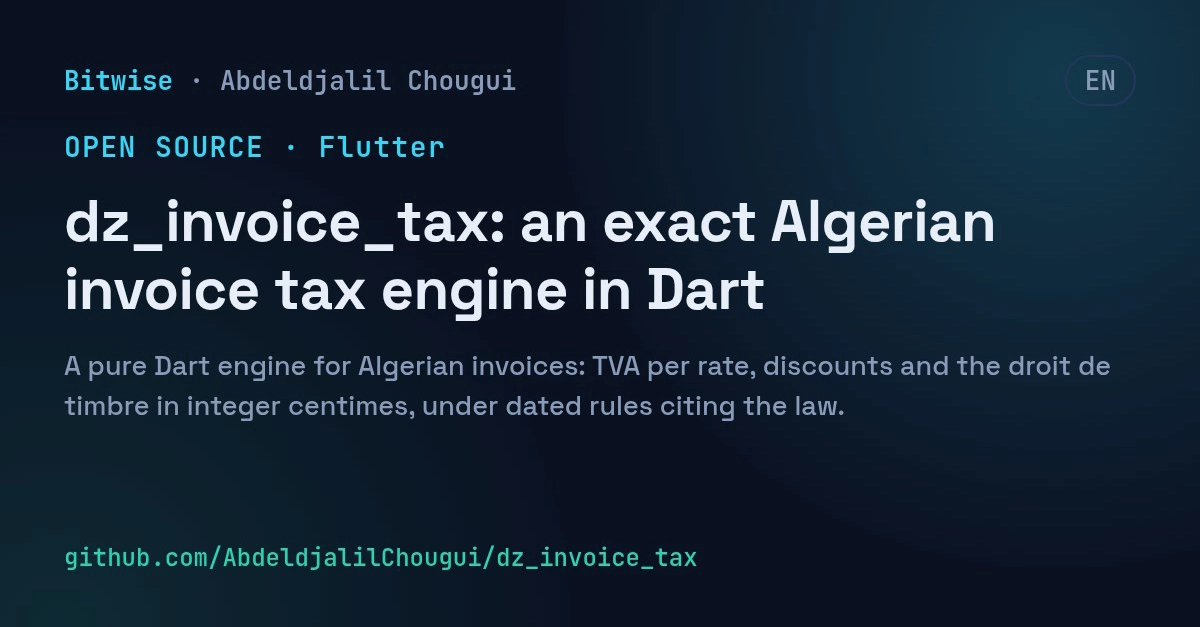 Bitwise · Abdeldjalil Chougui
EN
OPEN SOURCE · Flutter
dz_invoice_tax: an exact Algerian
invoice tax engine in Dart
A pure Dart engine for Algerian invoices: TVA per rate, discounts and the droit de
timbre in integer centimes, under dated rules citing the law.
github.com/AbdeldjalilChougui/dz_invoice_tax